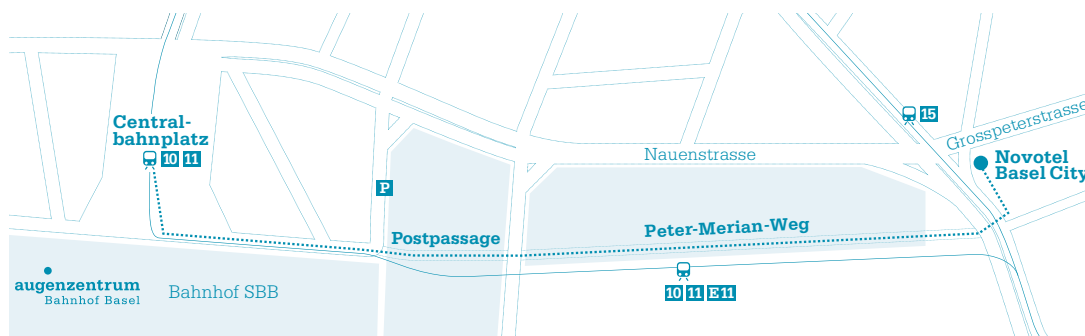 Central-
bahnplatz
10 11
P
Postpassage
augenzentrum
Bahnhof Basel
Bahnhof SBB
Nauenstrasse
Peter-Merian-Weg
10 11 E11
15
Grosspeterstrasse
Novotel
Basel City